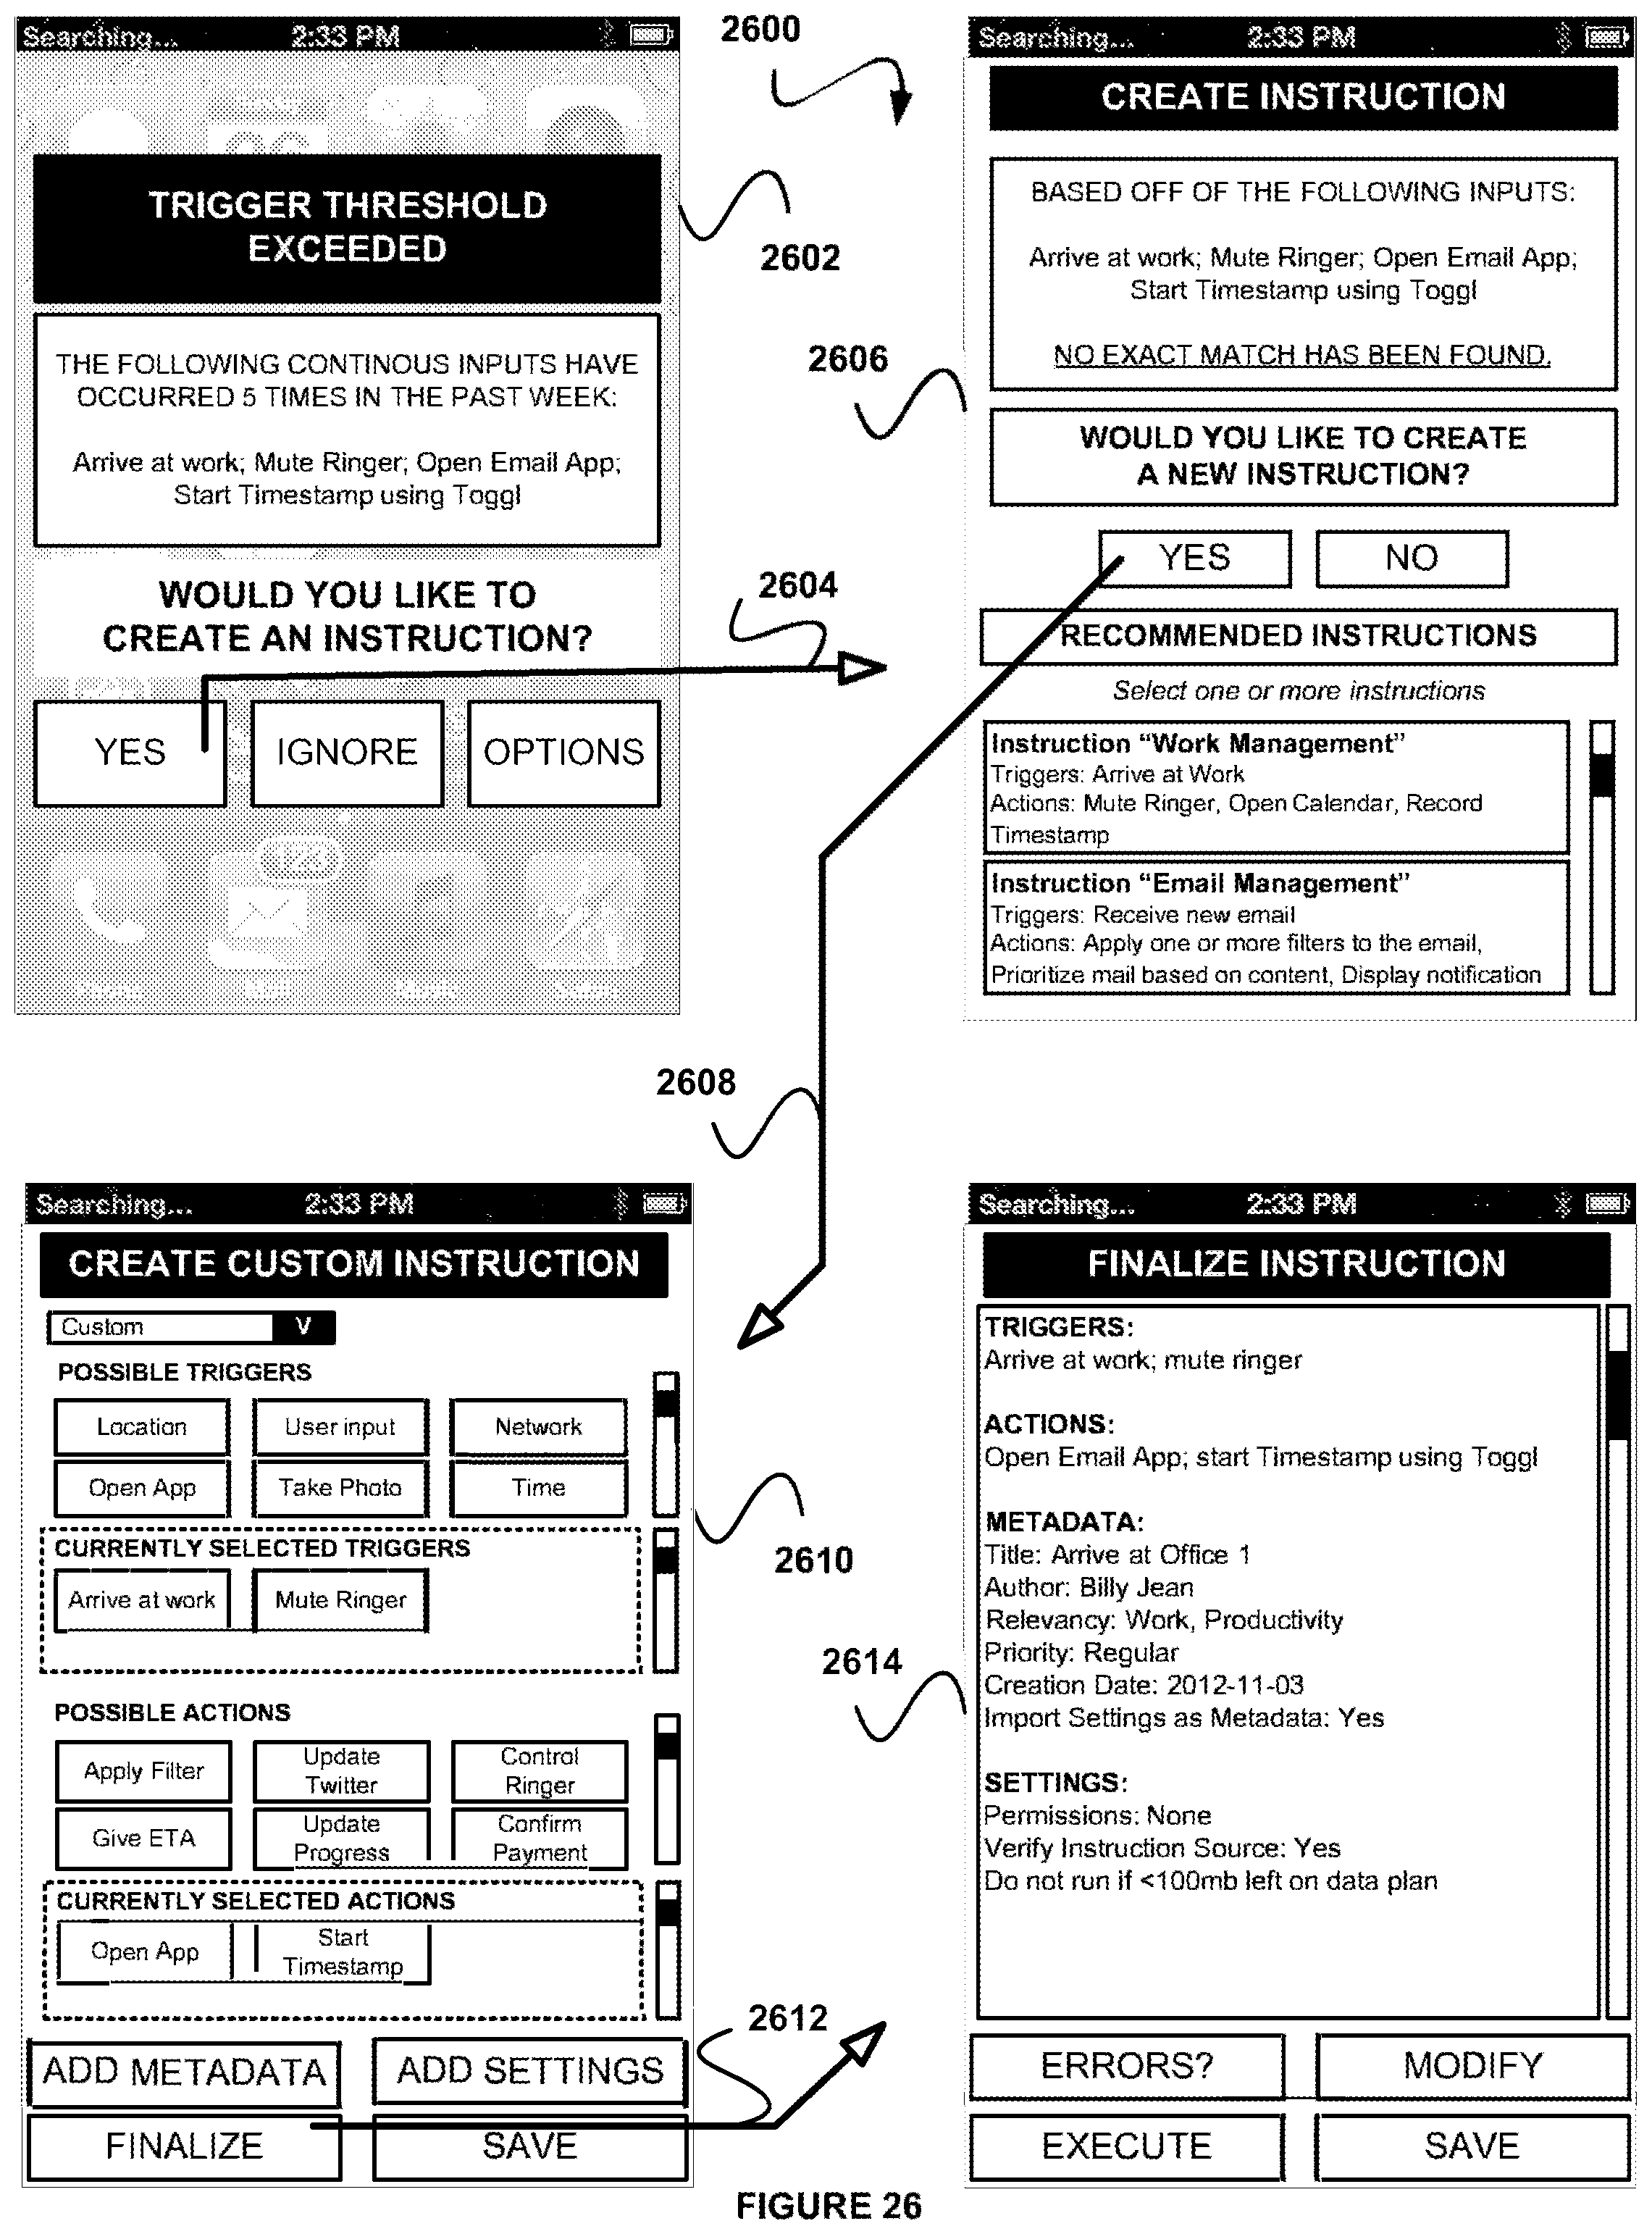 Searching...
2:33 PM
TRIGGER THRESHOLD
EXCEEDED
THE FOLLOWING CONTINOUS INPUTS HAVE
OCCURRED 5 TIMES IN THE PAST WEEK:
Arrive at work; Mute Ringer; Open Email App;
Start Timestamp using Toggl
WOULD YOU LIKE TO
CREATE AN INSTRUCTION?
YES
IGNORE
OPTIONS
123
2600
2602
2604
2606
Searching...
2:33 PM
CREATE INSTRUCTION
BASED OFF OF THE FOLLOWING INPUTS:
Arrive at work; Mute Ringer; Open Email App;
Start Timestamp using Toggl
NO EXACT MATCH HAS BEEN FOUND.
WOULD YOU LIKE TO CREATE
A NEW INSTRUCTION?
YES
NO
RECOMMENDED INSTRUCTIONS
Select one or more instructions
Instruction “Work Management”
Triggers: Arrive at Work
Actions: Mute Ringer, Open Calendar, Record
Timestamp
Instruction “Email Management”
Triggers: Receive new email
Actions: Apply one or more filters to the email,
Prioritize mail based on content, Display notification
2608
Searching...
2:33 PM
CREATE CUSTOM INSTRUCTION
Custom
V
POSSIBLE TRIGGERS
Location
User input
Network
Open App
Take Photo
Time
CURRENTLY SELECTED TRIGGERS
Arrive at work
Mute Ringer
POSSIBLE ACTIONS
Apply Filter
Update
Twitter
Control
Ringer
Give ETA
Update
Progress
Confirm
Payment
CURRENTLY SELECTED ACTIONS
Open App
Start
Timestamp
ADD METADATA
ADD SETTINGS
FINALIZE
SAVE
2610
2612
2614
Searching...
2:33 PM
FINALIZE INSTRUCTION
TRIGGERS:
Arrive at work; mute ringer
ACTIONS:
Open Email App; start Timestamp using Toggl
METADATA:
Title: Arrive at Office 1
Author: Billy Jean
Relevancy: Work, Productivity
Priority: Regular
Creation Date: 2012-11-03
Import Settings as Metadata: Yes
SETTINGS:
Permissions: None
Verify Instruction Source: Yes
Do not run if <100mb left on data plan
ERRORS?
MODIFY
EXECUTE
SAVE
FIGURE 26